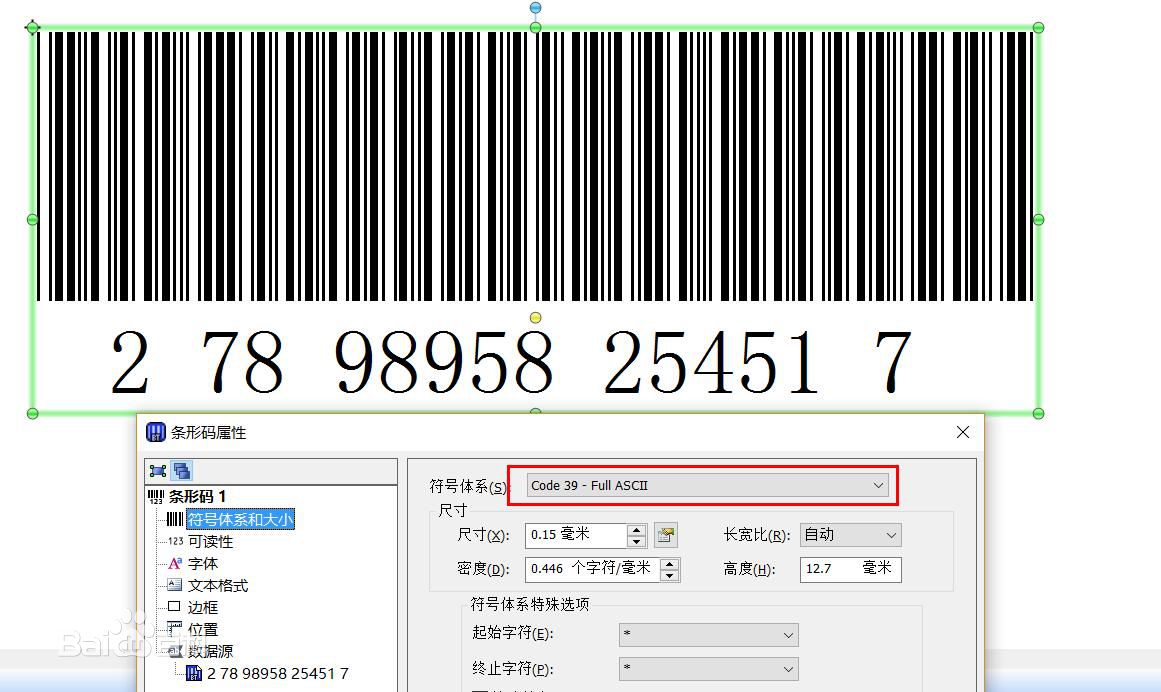 2 78 98958 25451 7
条形码属性
符号体系(S): Code 39 - Full ASCII
条形码 1
符号体系和大小
可读性
字体
文本格式
边框
位置
数据源
2 78 98958 25451 7
尺寸
尺寸(X): 0.15 毫米 长宽比(R): 自动
密度(D): 0.446 个字符/毫米 高度(H): 12.7 毫米
符号体系特殊选项
起始字符(E): *
终止字符(P): *
Baidu百科